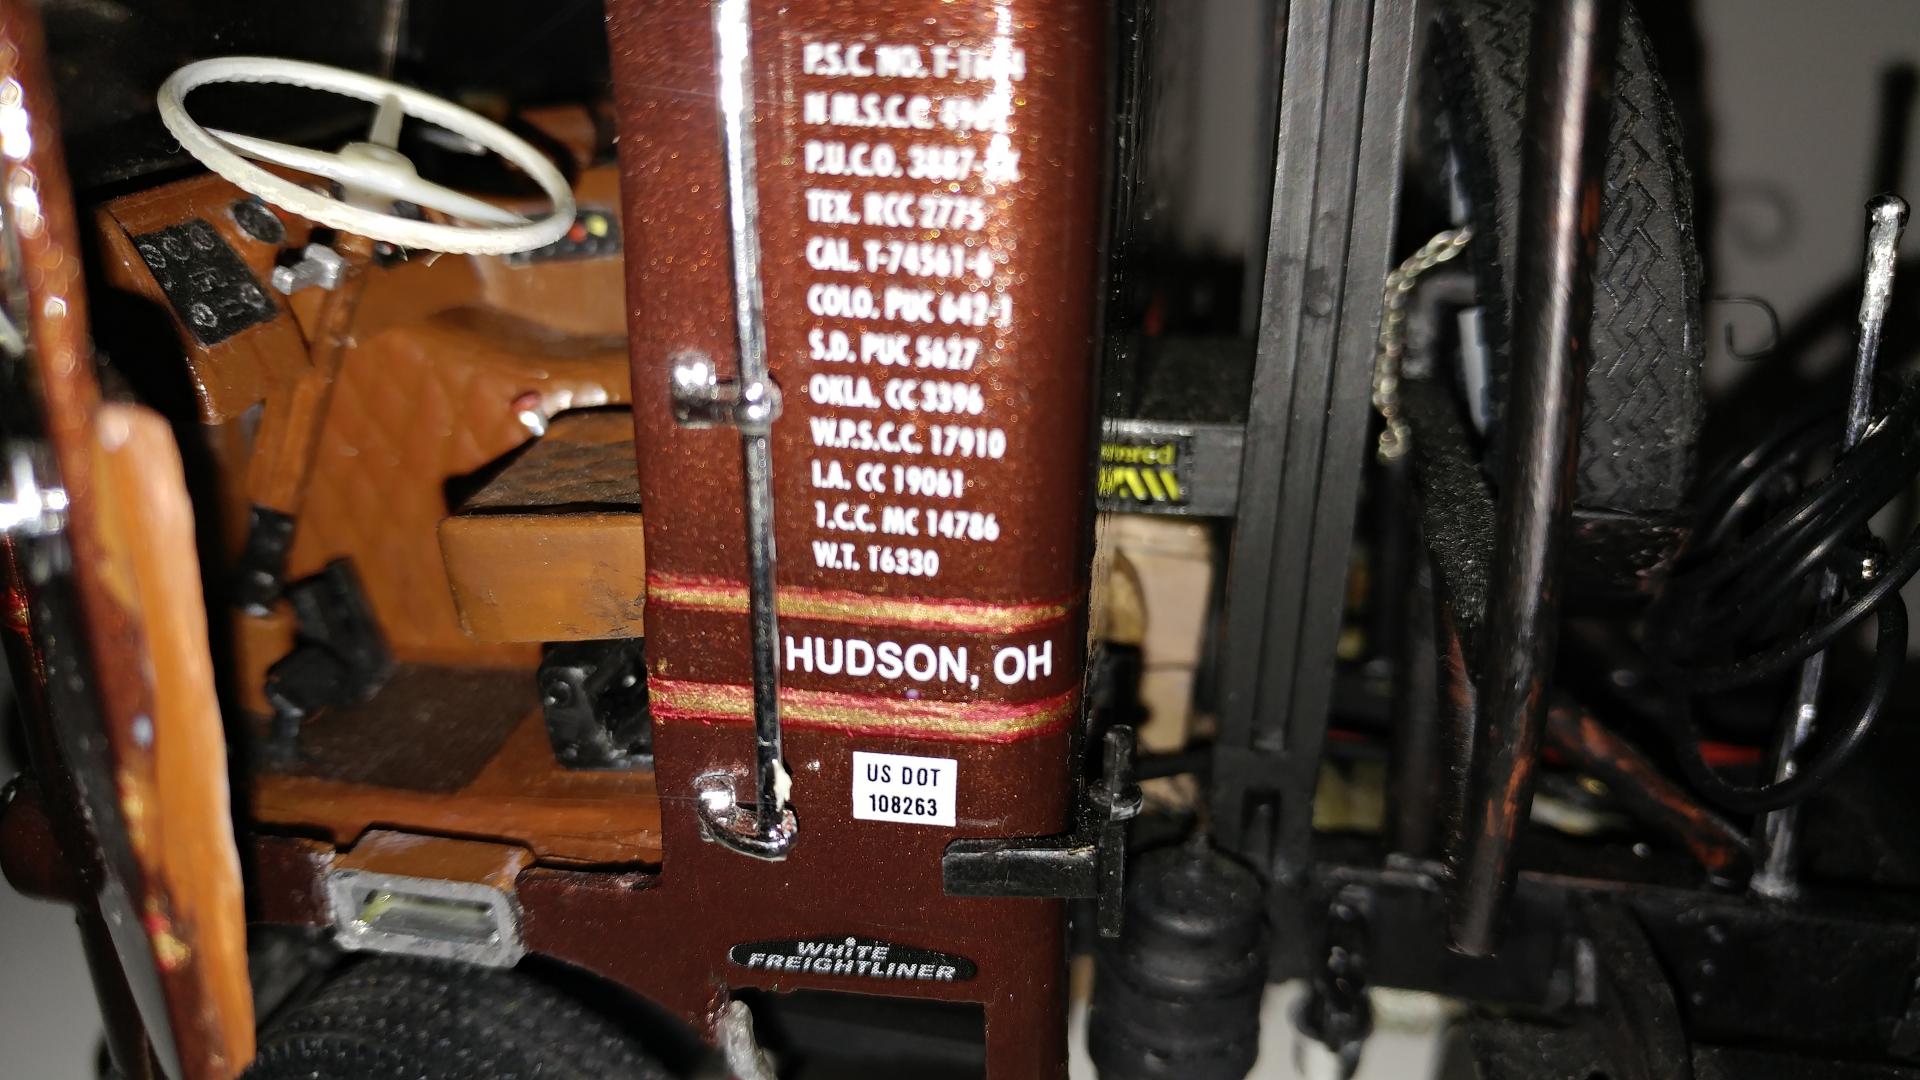 P.S.C. NO.
N.M.S.C.C.
P.U.C.O.
TEX. RCC 2775
CAL. T-74561-6
COLO. PUC 642-1
S.D. PUC 5627
OKLA. CC 3396
W.P.S.C.C. 17910
I.A. CC 19061
1.C.C. MC 14786
W.T. 16330
HUDSON, OH
US DOT
108263
WHITE
FREIGHTLINER